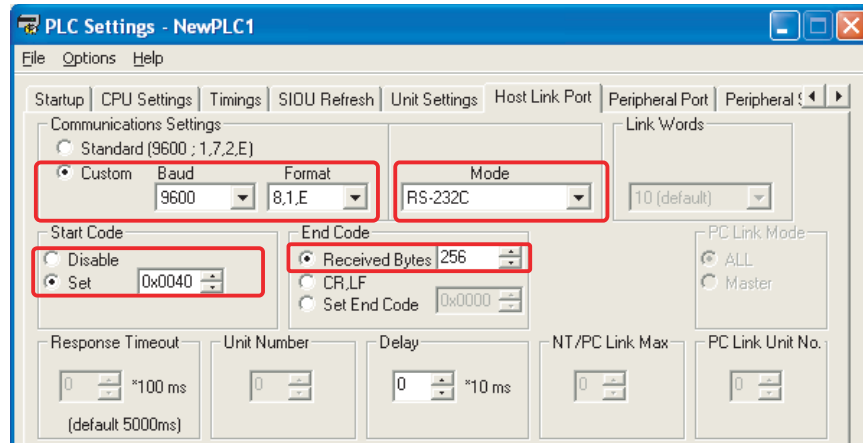 PLC Settings - NewPLC1
File Options Help
Startup CPU Settings Timings SIOU Refresh Unit Settings Host Link Port Peripheral Port Peripheral
Communications Settings Link Words
Standard (9600 ; 1,7,2,E)
Custom Baud Format Mode
9600 8,1,E RS-232C 10 (default)
Start Code End Code PC Link Mode
Disable Received Bytes 256 ALL
Set 0x0040 CR,LF Master
Set End Code 0x0000
Response Timeout Unit Number Delay NT/PC Link Max PC Link Unit No.
0 *100 ms 0 0 *10 ms 0 0
(default 5000ms)